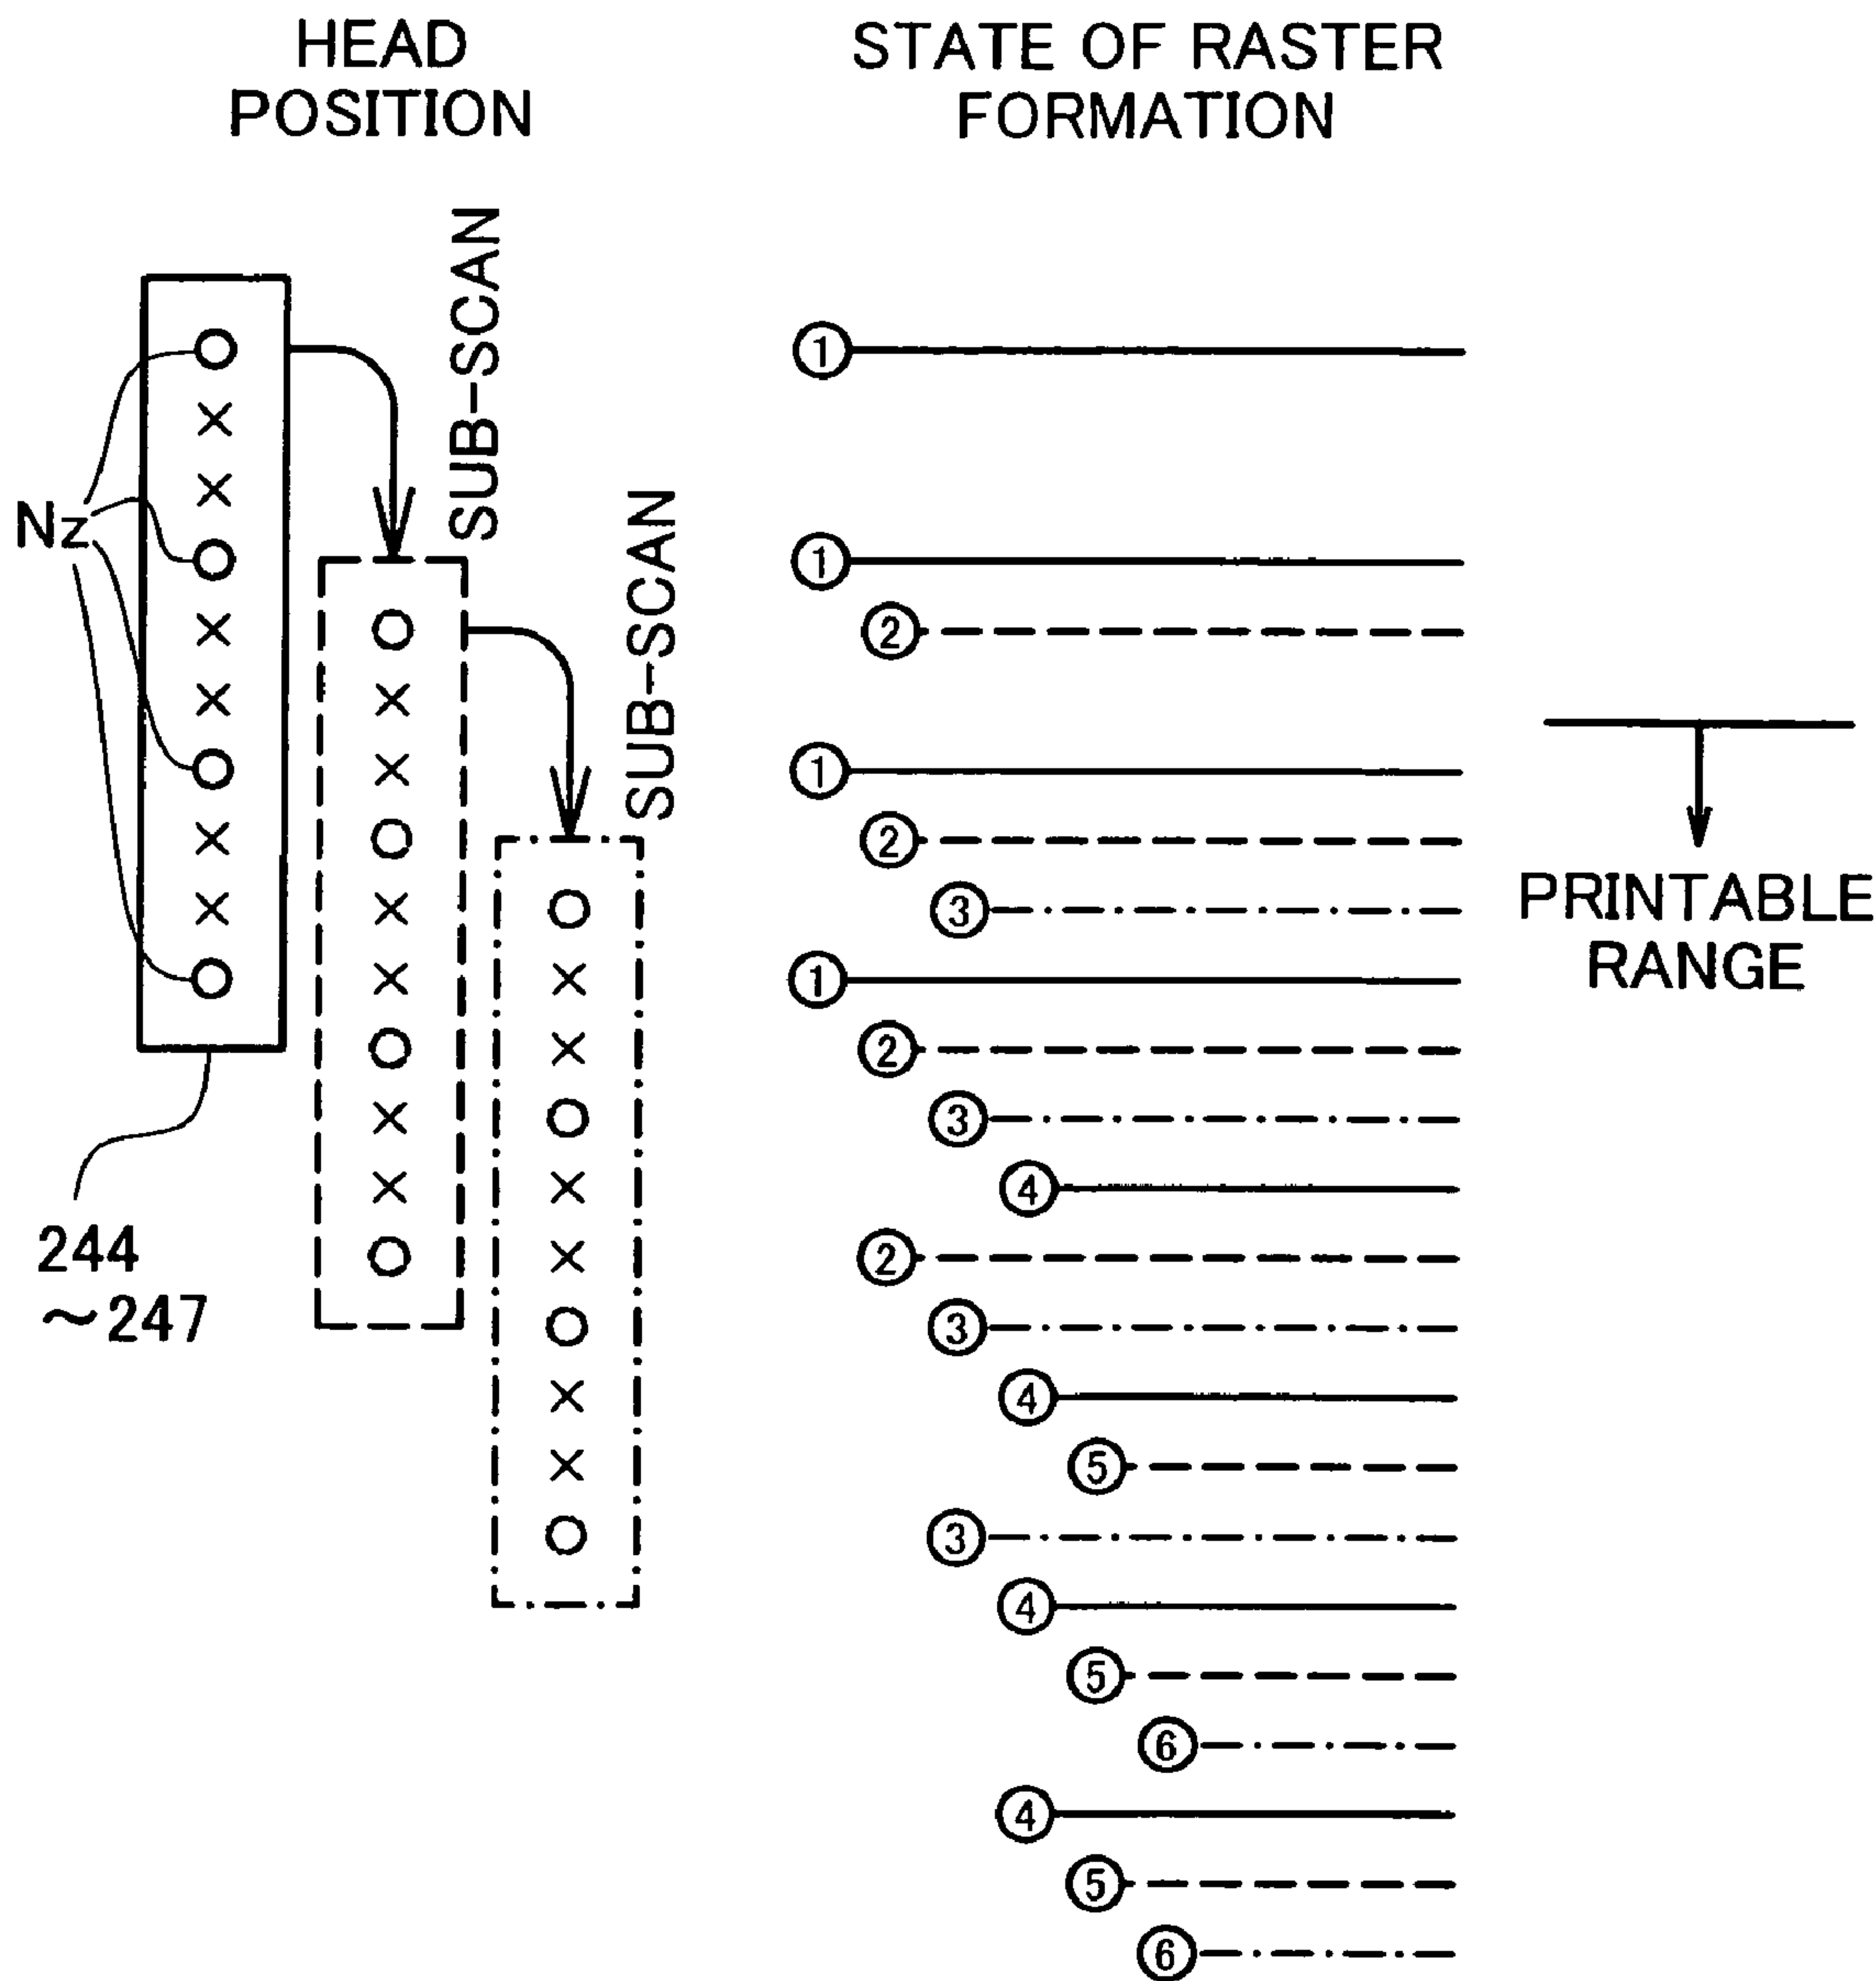 HEAD
POSITION
STATE OF RASTER
FORMATION
SUB-SCAN
SUB-SCAN
Nz
244
~247
①
①
②
①
②
③
①
②
③
④
②
③
④
⑤
③
④
⑤
⑥
④
⑤
⑥
PRINTABLE
RANGE